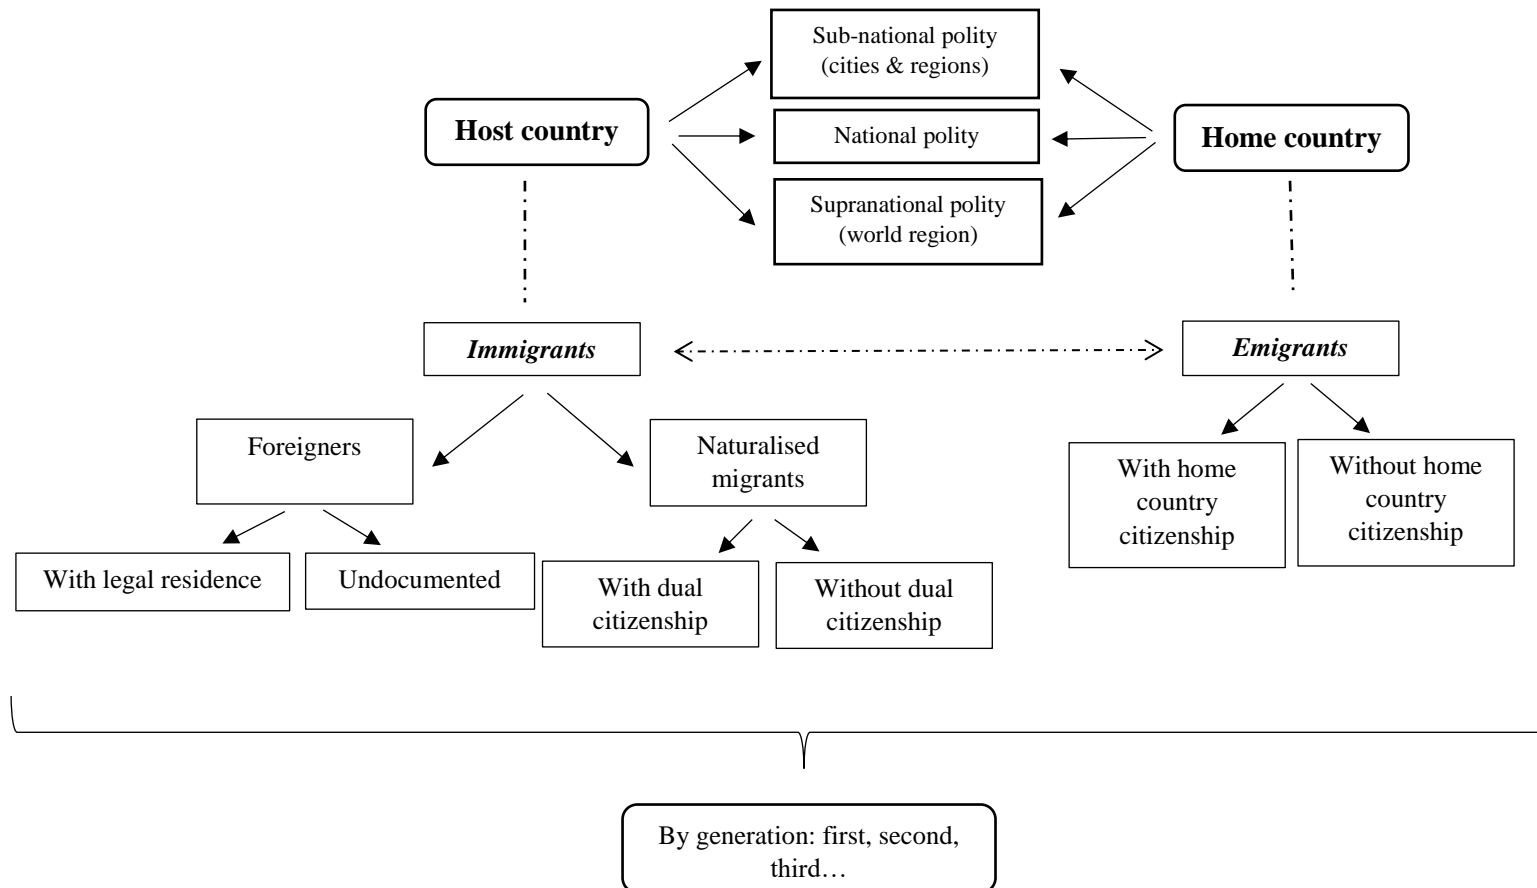 Sub-national polity
(cities & regions)
Host country
National polity
Home country
Supranational polity
(world region)
Immigrants
Emigrants
Foreigners
Naturalised
migrants
With home
country
citizenship
Without home
country
citizenship
With legal residence
Undocumented
With dual
citizenship
Without dual
citizenship
By generation: first, second,
third…